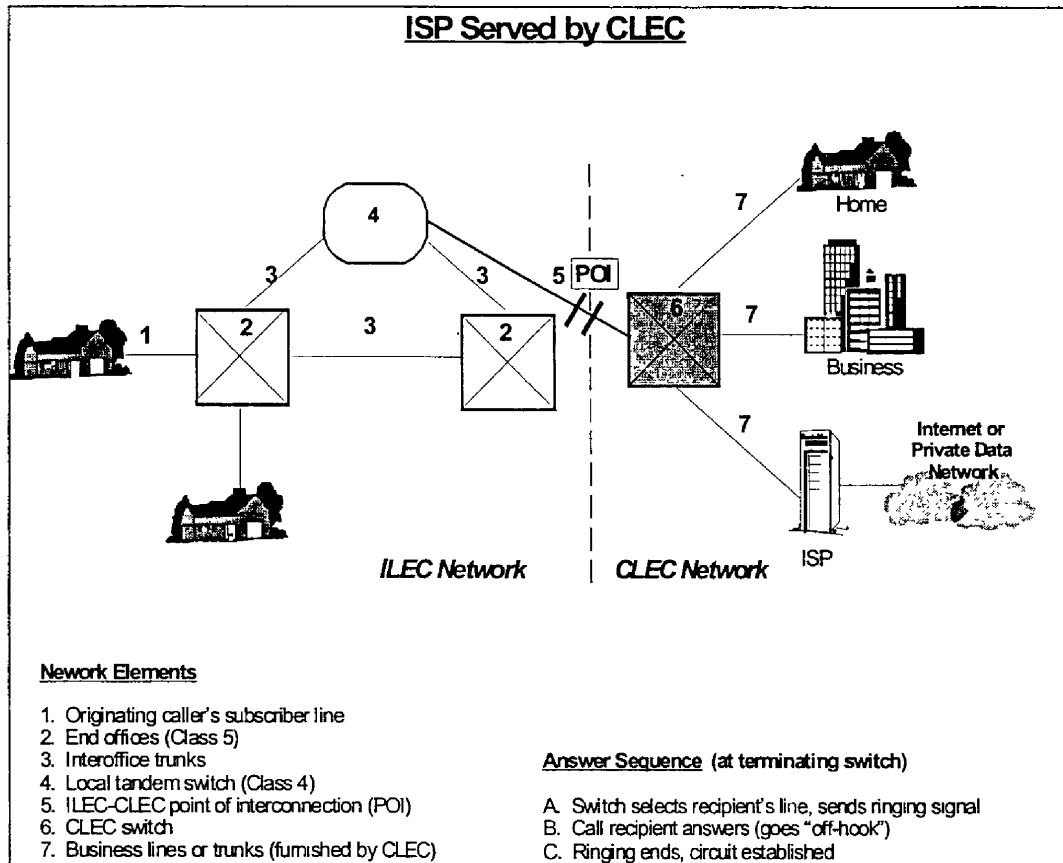 ISP Served by CLEC
4
3
3
5
POI
7
Home
1
2
3
2
6
7
Business
7
Internet or
Private Data
Network
ISP
ILEC Network
CLEC Network
Nework Elements
1. Originating caller's subscriber line
2. End offices (Class 5)
3. Interoffice trunks
4. Local tandem switch (Class 4)
5. ILEC-CLEC point of interconnection (POI)
6. CLEC switch
7. Business lines or trunks (furnished by CLEC)
Answer Sequence (at terminating switch)
A. Switch selects recipient's line, sends ringing signal
B. Call recipient answers (goes "off-hook")
C. Ringing ends, circuit established